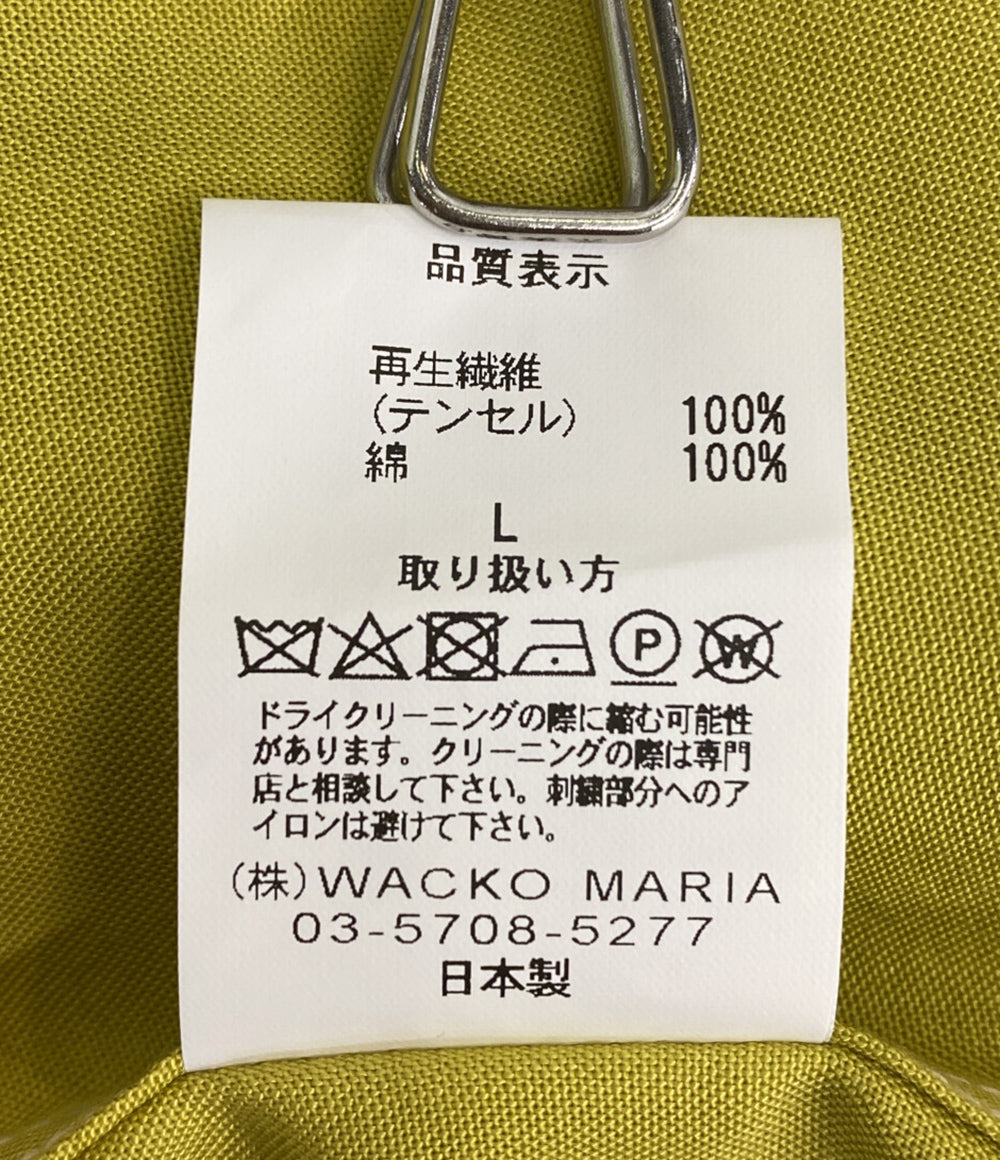 品質表示
再生繊維
(テンセル) 100%
綿 100%
L
取り扱い方
P W
ドライクリーニングの際に縮む可能性
があります。クリーニングの際は専門
店と相談して下さい。刺繍部分へのア
イロンは避けて下さい。
(株)WACKO MARIA
03-5708-5277
日本製